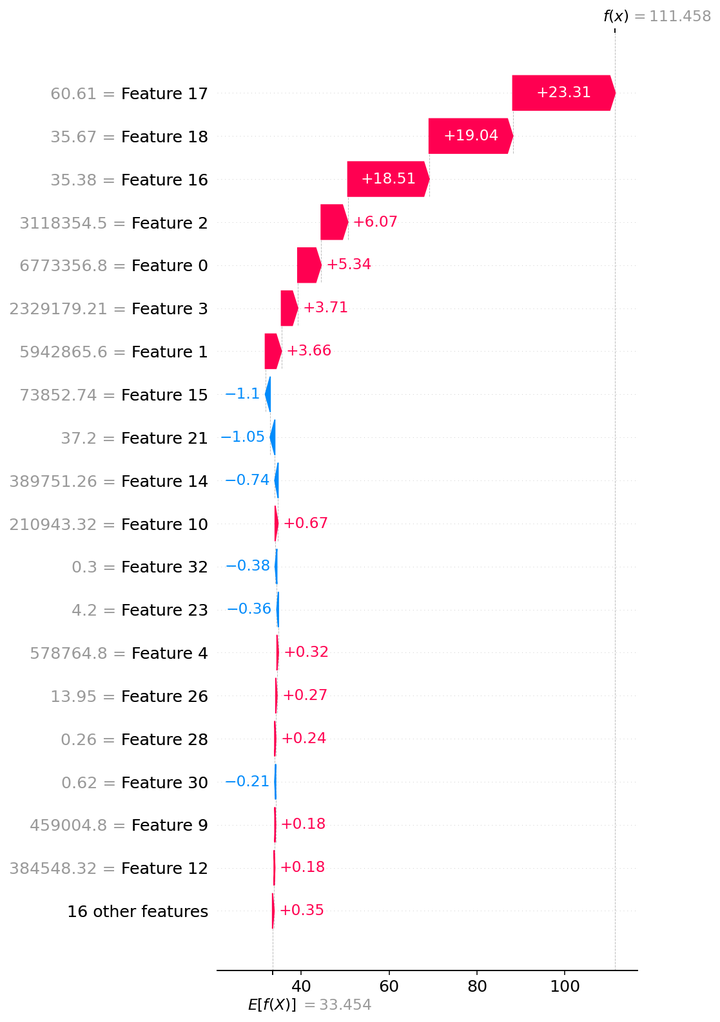 f(x) = 111.458
60.61 = Feature 17 +23.31
35.67 = Feature 18 +19.04
35.38 = Feature 16 +18.51
3118354.5 = Feature 2 +6.07
6773356.8 = Feature 0 +5.34
2329179.21 = Feature 3 +3.71
5942865.6 = Feature 1 +3.66
73852.74 = Feature 15 −1.1
37.2 = Feature 21 −1.05
389751.26 = Feature 14 −0.74
210943.32 = Feature 10 +0.67
0.3 = Feature 32 −0.38
4.2 = Feature 23 −0.36
578764.8 = Feature 4 +0.32
13.95 = Feature 26 +0.27
0.26 = Feature 28 +0.24
0.62 = Feature 30 −0.21
459004.8 = Feature 9 +0.18
384548.32 = Feature 12 +0.18
16 other features +0.35
40 60 80 100
E[f(X)] = 33.454